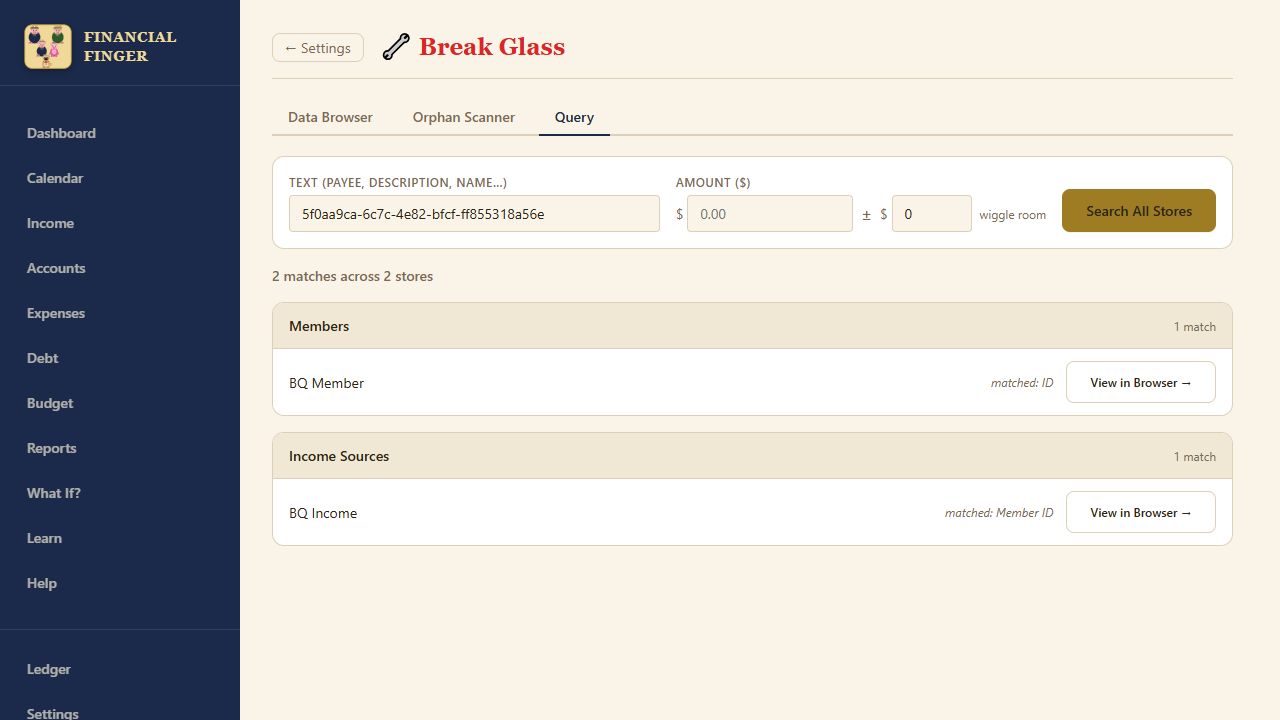 FINANCIAL
FINGER
Dashboard
Calendar
Income
Accounts
Expenses
Debt
Budget
Reports
What If?
Learn
Help
Ledger
Settings
← Settings
Break Glass
Data Browser
Orphan Scanner
Query
TEXT (PAYEE, DESCRIPTION, NAME...)
AMOUNT ($)
5f0aa9ca-6c7c-4e82-bfcf-ff855318a56e
$ 0.00 ± $ 0 wiggle room
Search All Stores
2 matches across 2 stores
Members
1 match
BQ Member
matched: ID
View in Browser →
Income Sources
1 match
BQ Income
matched: Member ID
View in Browser →